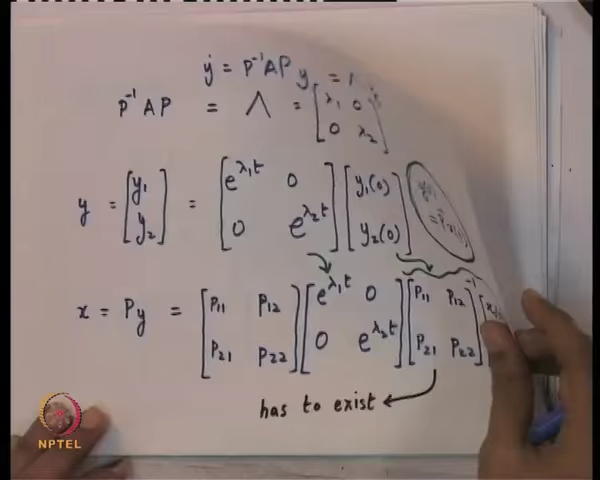 ẏ = P⁻¹AP y
P⁻¹AP = Λ = [λ₁ 0; 0 λ₂]
y = [y₁; y₂] = [e^λ₁t 0; 0 e^λ₂t] [y₁(0); y₂(0)]
x = Py = [P₁₁ P₁₂; P₂₁ P₂₂] [e^λ₁t 0; 0 e^λ₂t] [P₁₁ P₁₂; P₂₁ P₂₂]⁻¹
has to exist
NPTEL